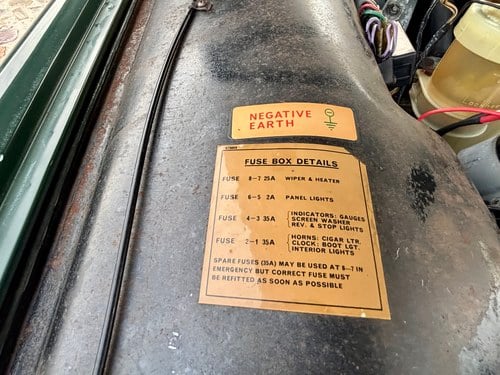 NEGATIVE
EARTH
FUSE BOX DETAILS
FUSE 8-7 25A WIPER & HEATER
FUSE 6-5 2A PANEL LIGHTS
FUSE 4-3 35A INDICATORS: GAUGES
SCREEN WASHER
REV. & STOP LIGHTS
FUSE 2-1 35A HORNS: CIGAR LTR.
CLOCK: BOOT LGT.
INTERIOR LIGHTS
SPARE FUSES (35A) MAY BE USED AT 8-7 IN
EMERGENCY BUT CORRECT FUSE MUST
BE REFITTED AS SOON AS POSSIBLE